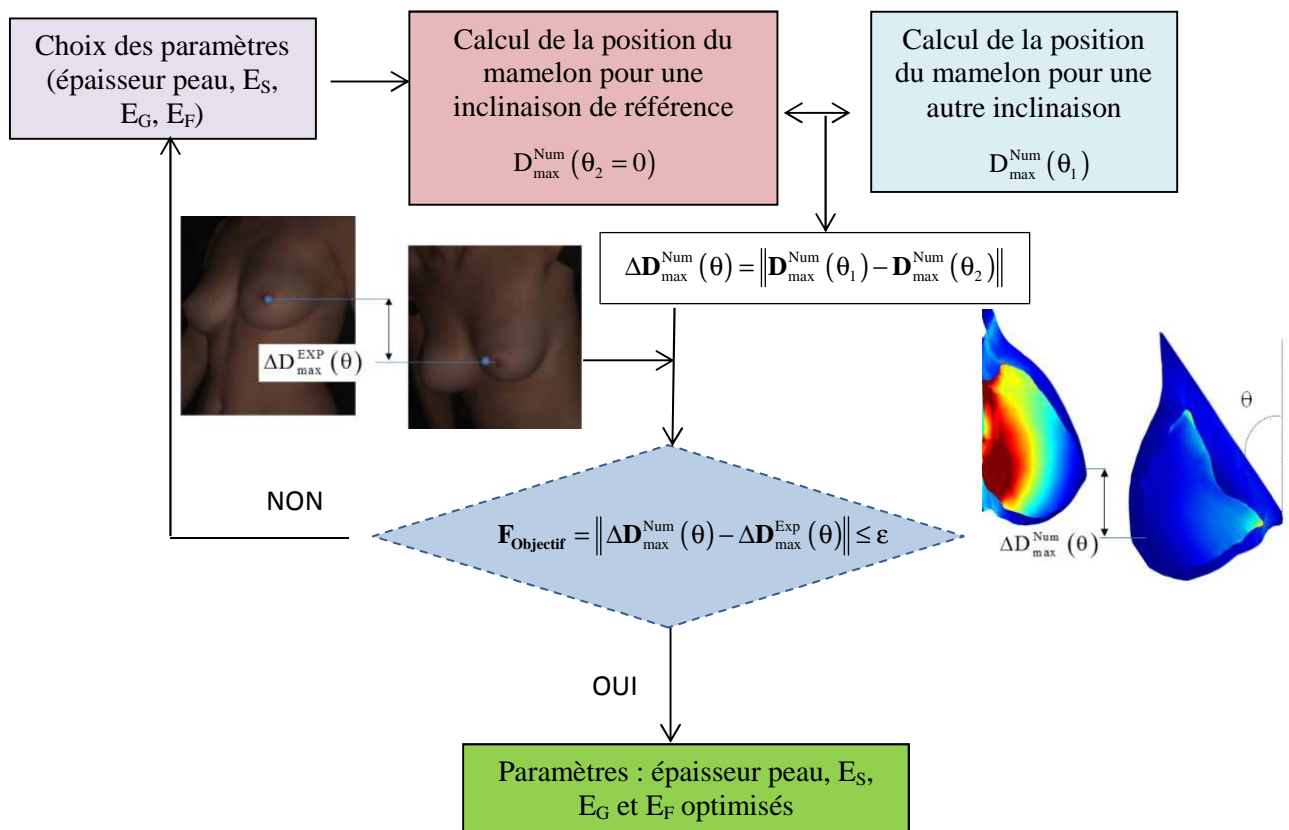 Choix des paramètres
(épaisseur peau, E_S,
E_G, E_F)
Calcul de la position du
mamelon pour une
inclinaison de référence
D_max^Num (θ_2 = 0)
Calcul de la position
du mamelon pour une
autre inclinaison
D_max^Num (θ_1)
ΔD_max^Num (θ) = ‖D_max^Num (θ_1) − D_max^Num (θ_2)‖
ΔD_max^EXP (θ)
θ
ΔD_max^Num (θ)
NON
F_Objectif = ‖ΔD_max^Num (θ) − ΔD_max^Exp (θ)‖ ≤ ε
OUI
Paramètres : épaisseur peau, E_S,
E_G et E_F optimisés